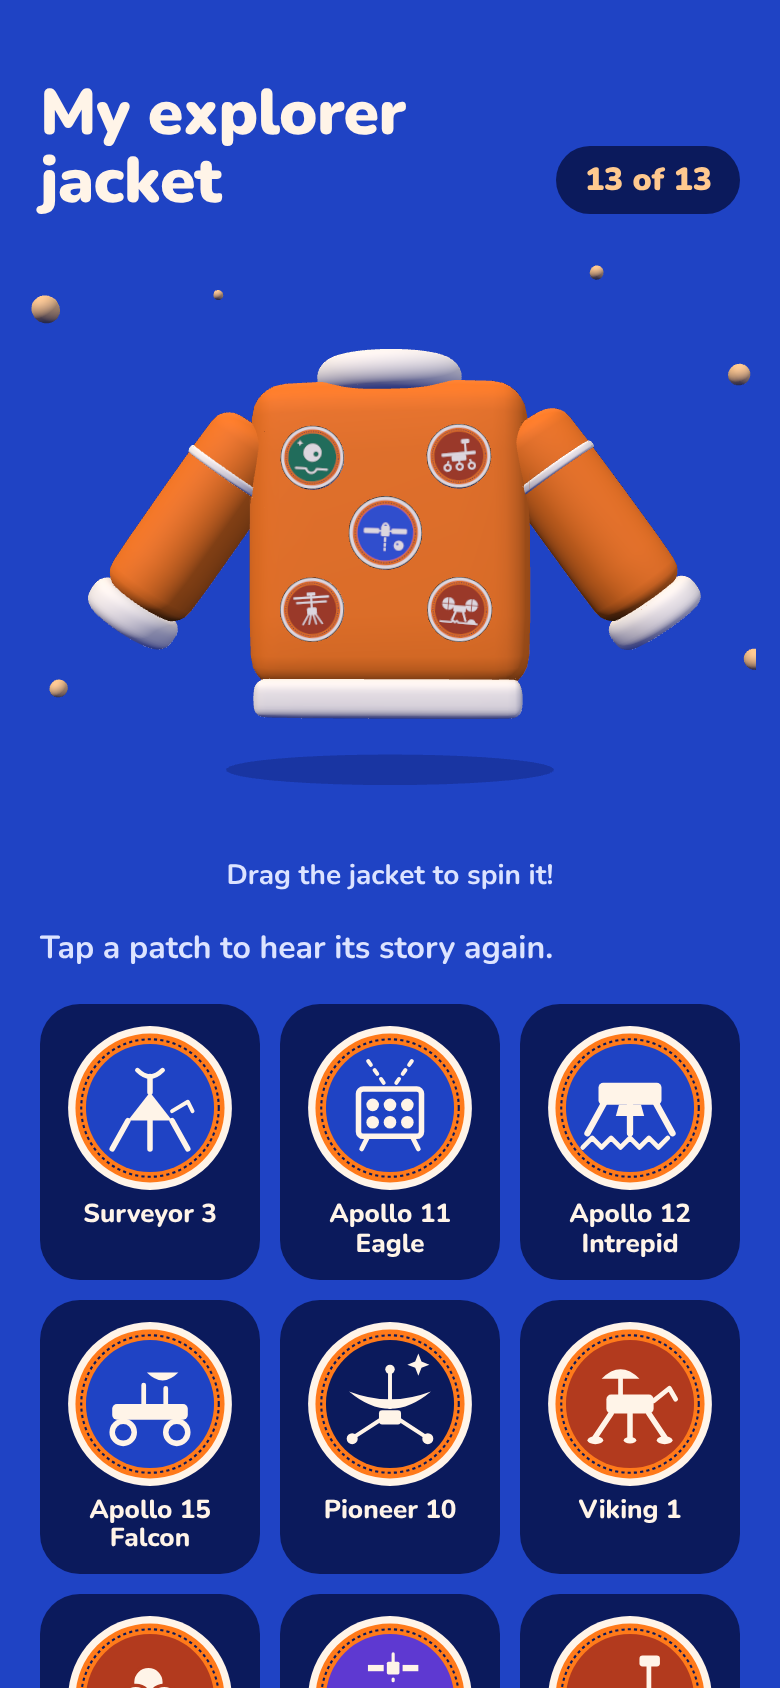 My explorer
jacket
13 of 13
Drag the jacket to spin it!
Tap a patch to hear its story again.
Surveyor 3
Apollo 11
Eagle
Apollo 12
Intrepid
Apollo 15
Falcon
Pioneer 10
Viking 1